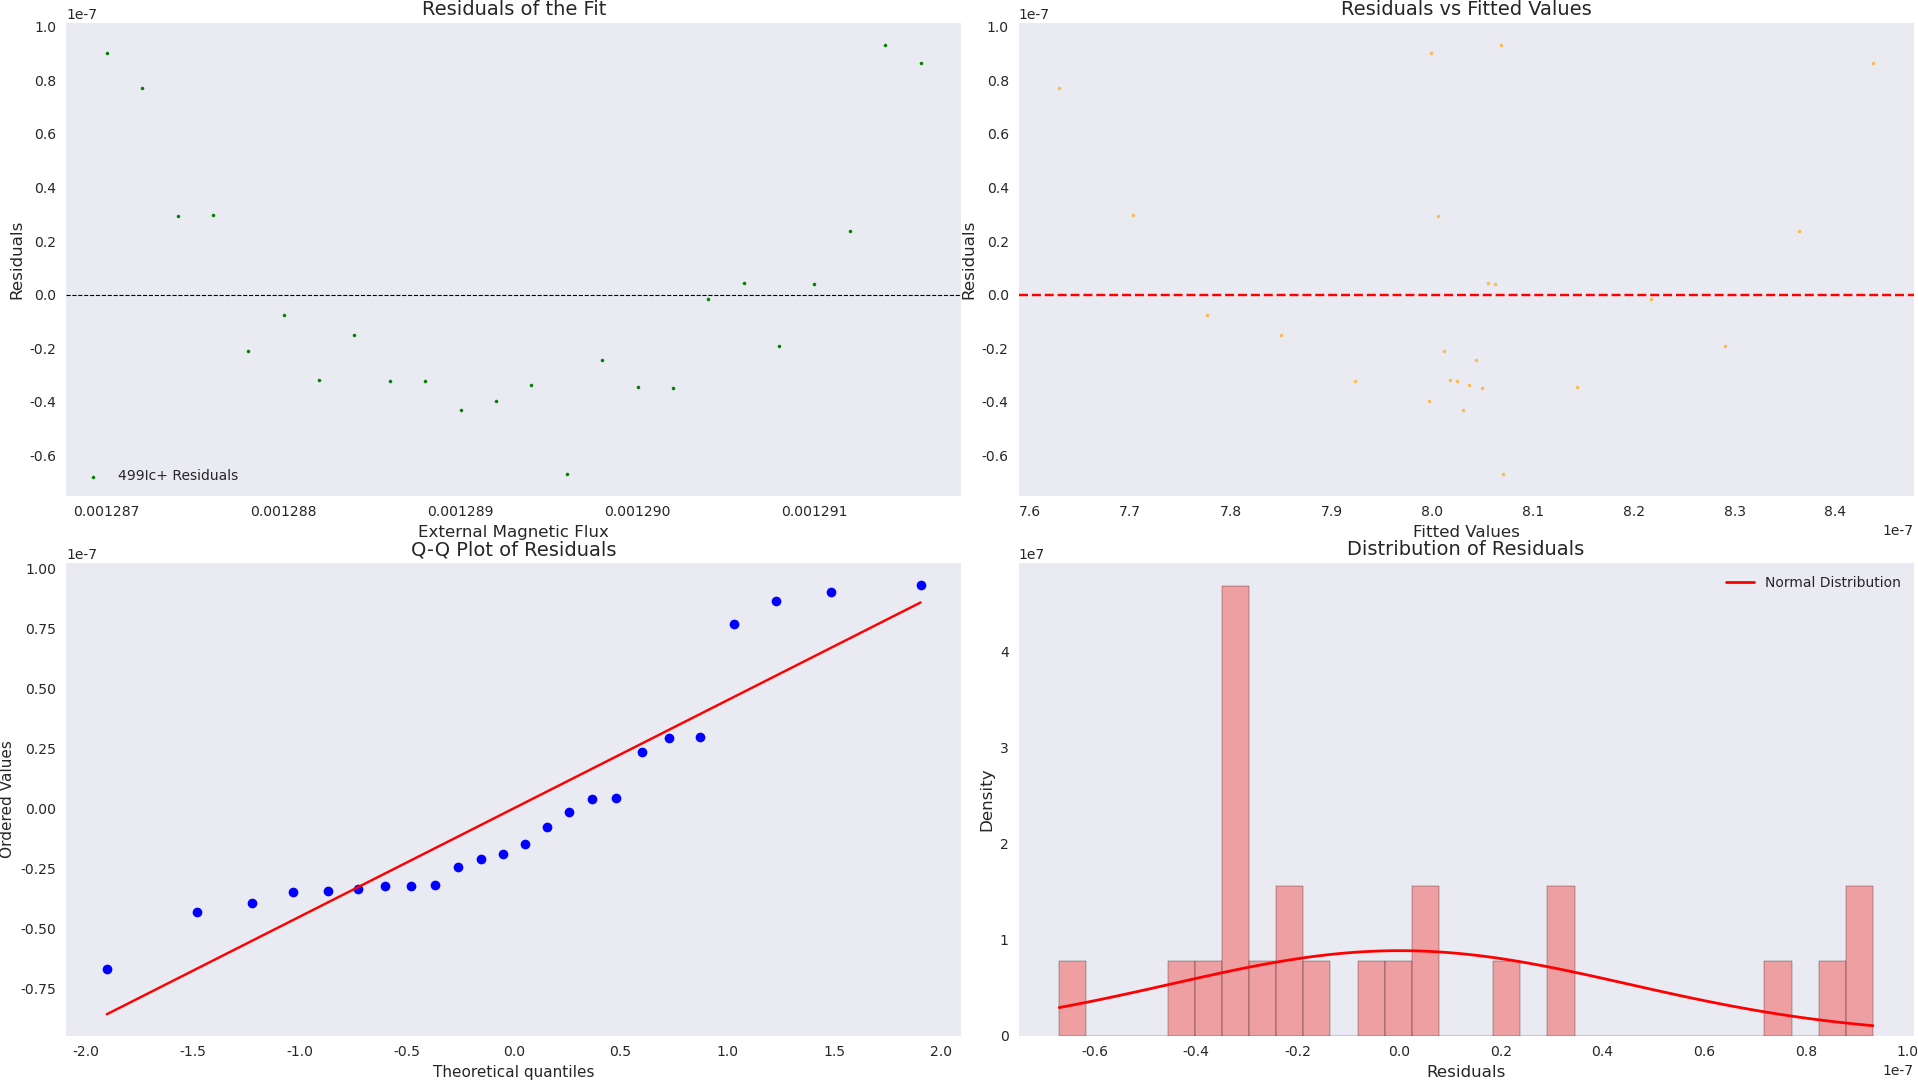 Residuals of the Fit
1e-7
1.0
0.8
0.6
0.4
0.2
0.0
-0.2
-0.4
-0.6
Residuals
499Ic+ Residuals
0.001287 0.001288 0.001289 0.001290 0.001291
External Magnetic Flux
Residuals vs Fitted Values
1e-7
1.0
0.8
0.6
0.4
0.2
0.0
-0.2
-0.4
-0.6
Residuals
7.6 7.7 7.8 7.9 8.0 8.1 8.2 8.3 8.4
1e-7
Fitted Values
Q-Q Plot of Residuals
1e-7
1.00
0.75
0.50
0.25
0.00
-0.25
-0.50
-0.75
Ordered Values
-2.0 -1.5 -1.0 -0.5 0.0 0.5 1.0 1.5 2.0
Theoretical quantiles
Distribution of Residuals
1e7
Normal Distribution
4
3
2
1
0
Density
-0.6 -0.4 -0.2 0.0 0.2 0.4 0.6 0.8 1.0
1e-7
Residuals